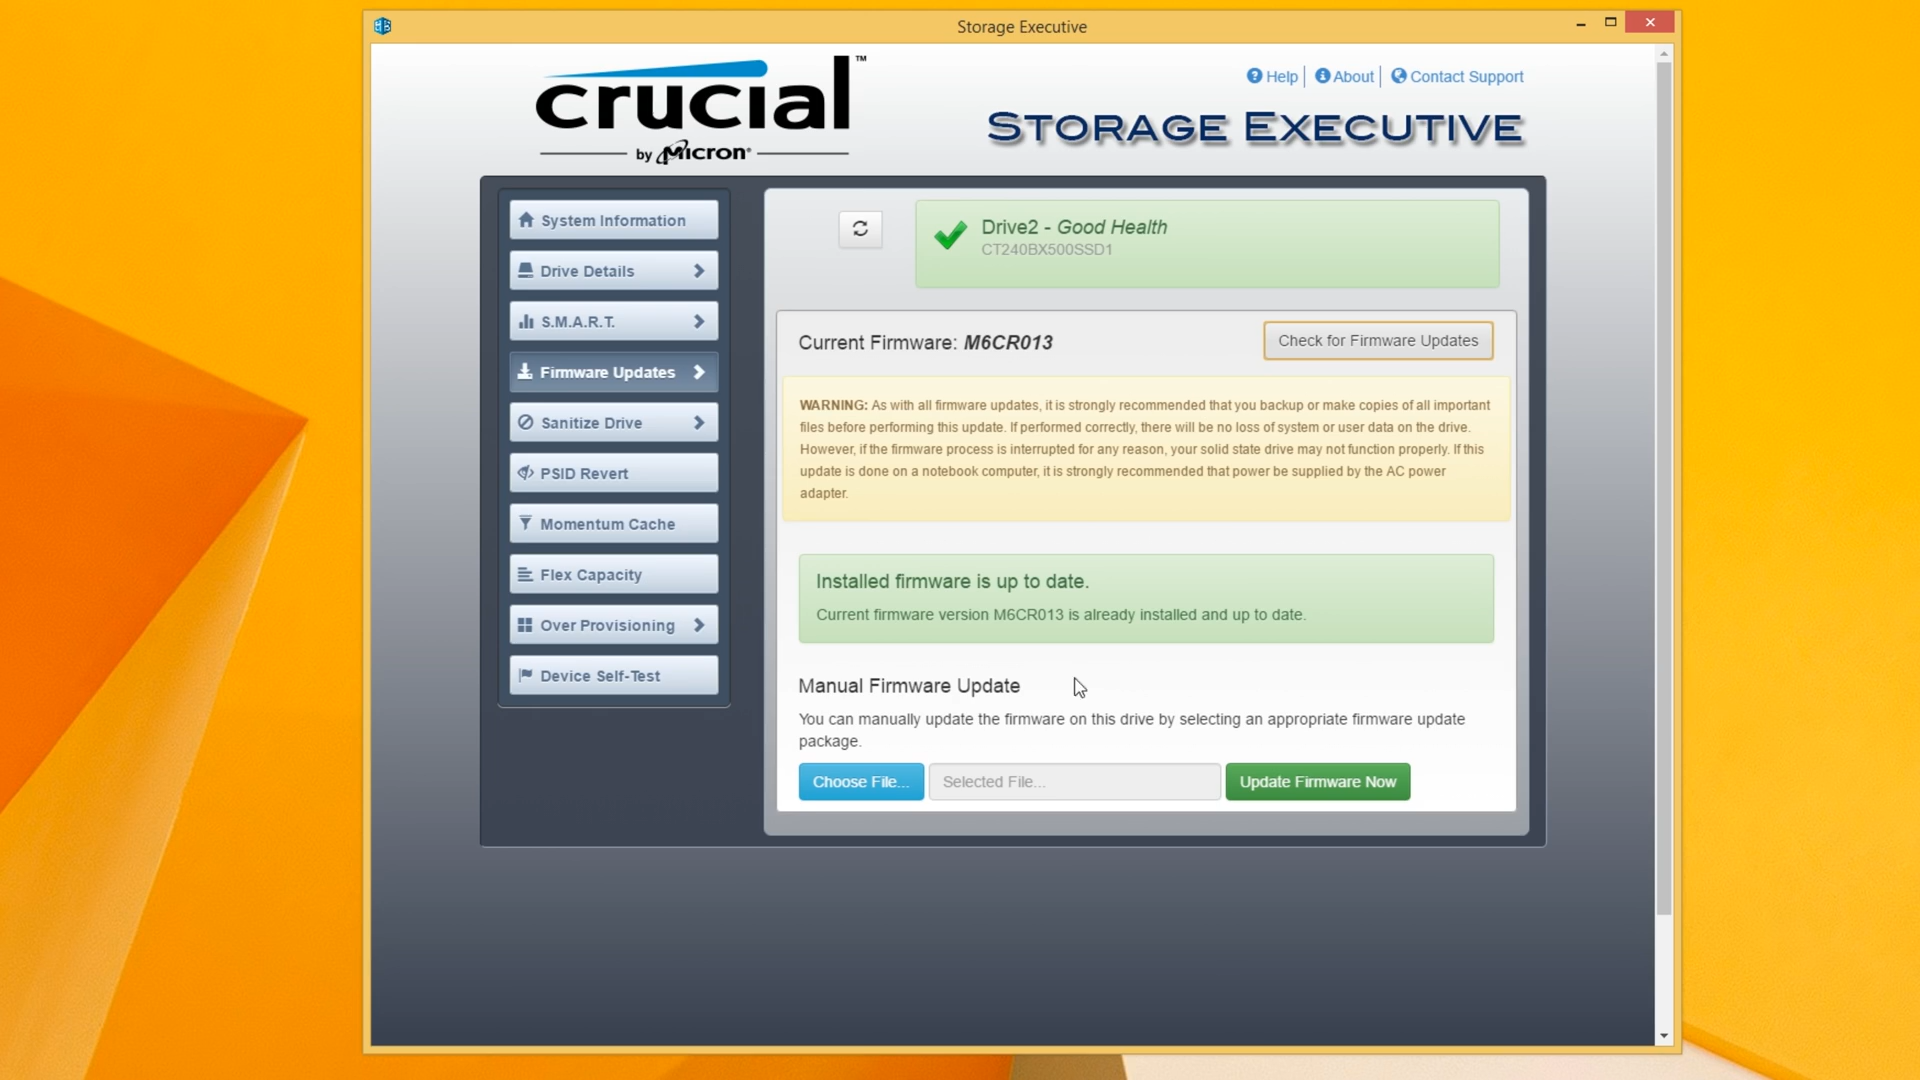 Storage Executive
crucial™
by Micron®
Help
About
Contact Support
STORAGE EXECUTIVE
System Information
Drive Details
S.M.A.R.T.
Firmware Updates
Sanitize Drive
PSID Revert
Momentum Cache
Flex Capacity
Over Provisioning
Device Self-Test
Drive2 - Good Health
CT240BX500SSD1
Current Firmware: M6CR013
Check for Firmware Updates
WARNING: As with all firmware updates, it is strongly recommended that you backup or make copies of all important
files before performing this update. If performed correctly, there will be no loss of system or user data on the drive.
However, if the firmware process is interrupted for any reason, your solid state drive may not function properly. If this
update is done on a notebook computer, it is strongly recommended that power be supplied by the AC power
adapter.
Installed firmware is up to date.
Current firmware version M6CR013 is already installed and up to date.
Manual Firmware Update
You can manually update the firmware on this drive by selecting an appropriate firmware update
package.
Choose File...
Selected File...
Update Firmware Now